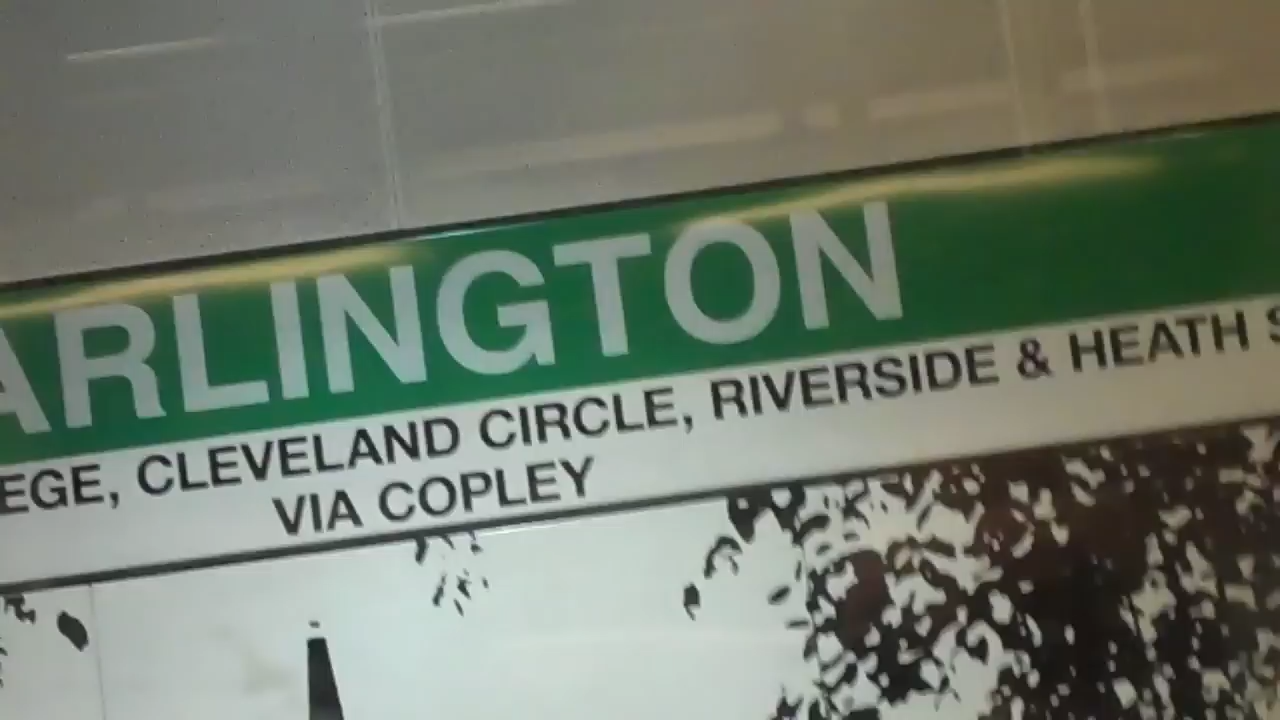 ARLINGTON
EGE, CLEVELAND CIRCLE, RIVERSIDE & HEATH S
VIA COPLEY